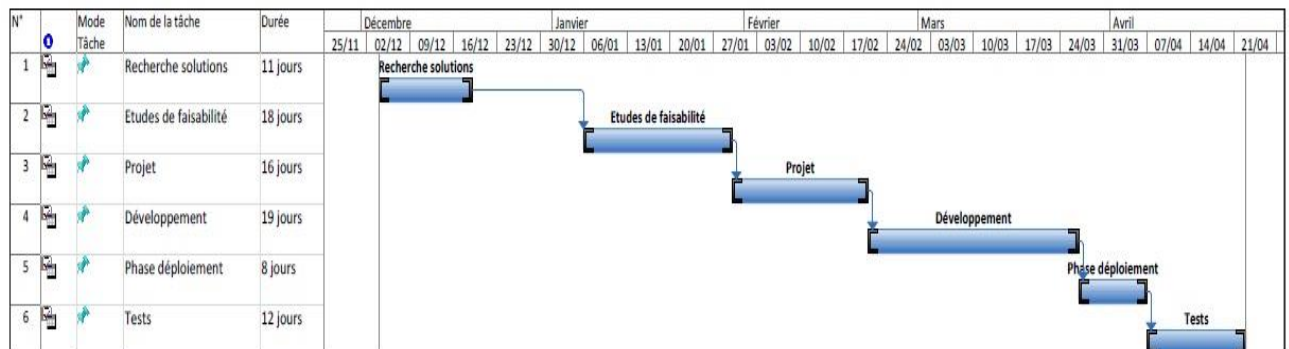 N° Mode Tâche Nom de la tâche Durée
Décembre Janvier Février Mars Avril
25/11 02/12 09/12 16/12 23/12 30/12 06/01 13/01 20/01 27/01 03/02 10/02 17/02 24/02 03/03 10/03 17/03 24/03 31/03 07/04 14/04 21/04
1 Recherche solutions 11 jours Recherche solutions
2 Etudes de faisabilité 18 jours Etudes de faisabilité
3 Projet 16 jours Projet
4 Développement 19 jours Développement
5 Phase déploiement 8 jours Phase déploiement
6 Tests 12 jours Tests